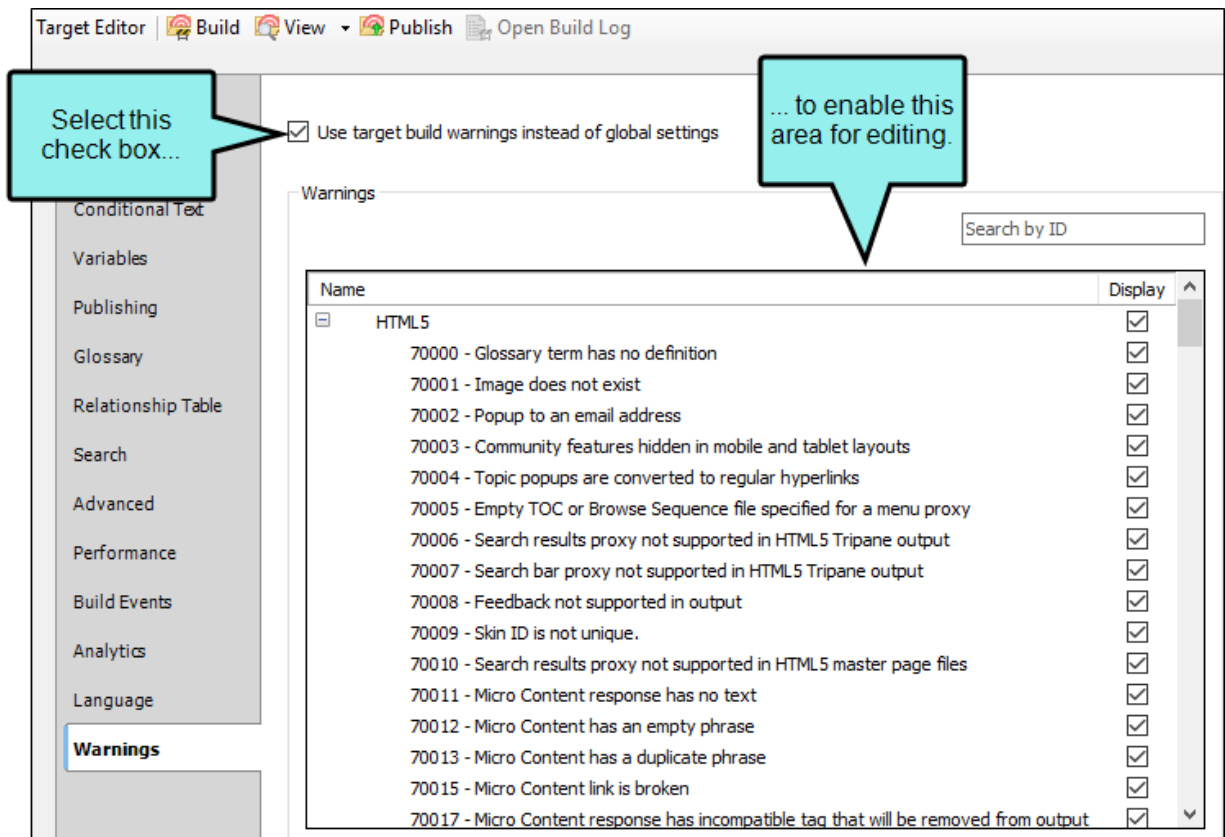 Target Editor Build View Publish Open Build Log
Select this
check box...
... to enable this
area for editing.
Use target build warnings instead of global settings
Conditional Text
Variables
Publishing
Glossary
Relationship Table
Search
Advanced
Performance
Build Events
Analytics
Language
Warnings
Warnings
Search by ID
Name Display
HTML5
70000 - Glossary term has no definition
70001 - Image does not exist
70002 - Popup to an email address
70003 - Community features hidden in mobile and tablet layouts
70004 - Topic popups are converted to regular hyperlinks
70005 - Empty TOC or Browse Sequence file specified for a menu proxy
70006 - Search results proxy not supported in HTML5 Tripane output
70007 - Search bar proxy not supported in HTML5 Tripane output
70008 - Feedback not supported in output
70009 - Skin ID is not unique.
70010 - Search results proxy not supported in HTML5 master page files
70011 - Micro Content response has no text
70012 - Micro Content has an empty phrase
70013 - Micro Content has a duplicate phrase
70015 - Micro Content link is broken
70017 - Micro Content response has incompatible tag that will be removed from output